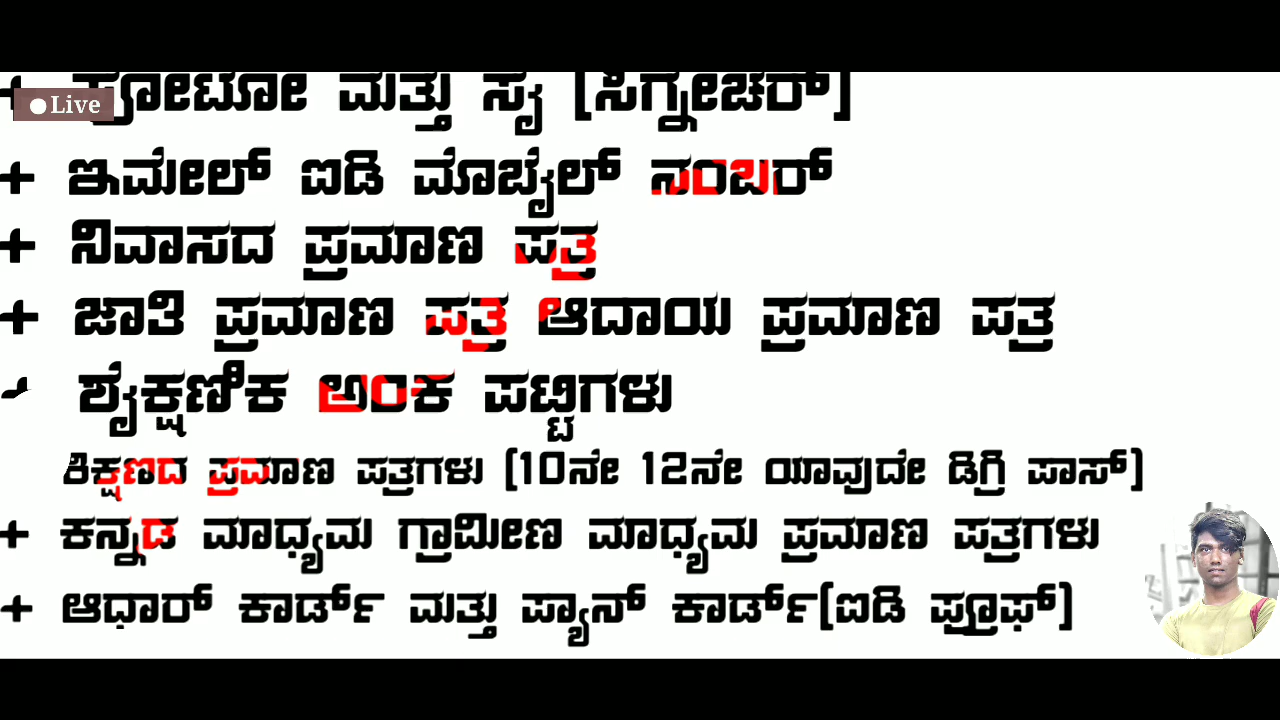 + ಫೋಟೋ ಮತ್ತು ಸೈ [ಸಿಗ್ನೇಚರ್]
Live
+ ಇಮೇಲ್ ಐಡಿ ಮೊಬೈಲ್ ನಂಬರ್
+ ನಿವಾಸದ ಪ್ರಮಾಣ ಪತ್ರ
+ ಜಾತಿ ಪ್ರಮಾಣ ಪತ್ರ ಆದಾಯ ಪ್ರಮಾಣ ಪತ್ರ
ಶೈಕ್ಷಣಿಕ ಅಂಕ ಪಟ್ಟಿಗಳು
ಪ್ರಮಾಣ ಪತ್ರಗಳು [10ನೇ 12ನೇ ಯಾವುದೇ ಡಿಗ್ರಿ ಪಾಸ್]
+ ಕನ್ನಡ ಮಾಧ್ಯಮ ಗ್ರಾಮೀಣ ಮಾಧ್ಯಮ ಪ್ರಮಾಣ ಪತ್ರಗಳು
+ ಆಧಾರ್ ಕಾರ್ಡ್ ಮತ್ತು ಪ್ಯಾನ್ ಕಾರ್ಡ್[ಐಡಿ ಪ್ರೂಫ್]